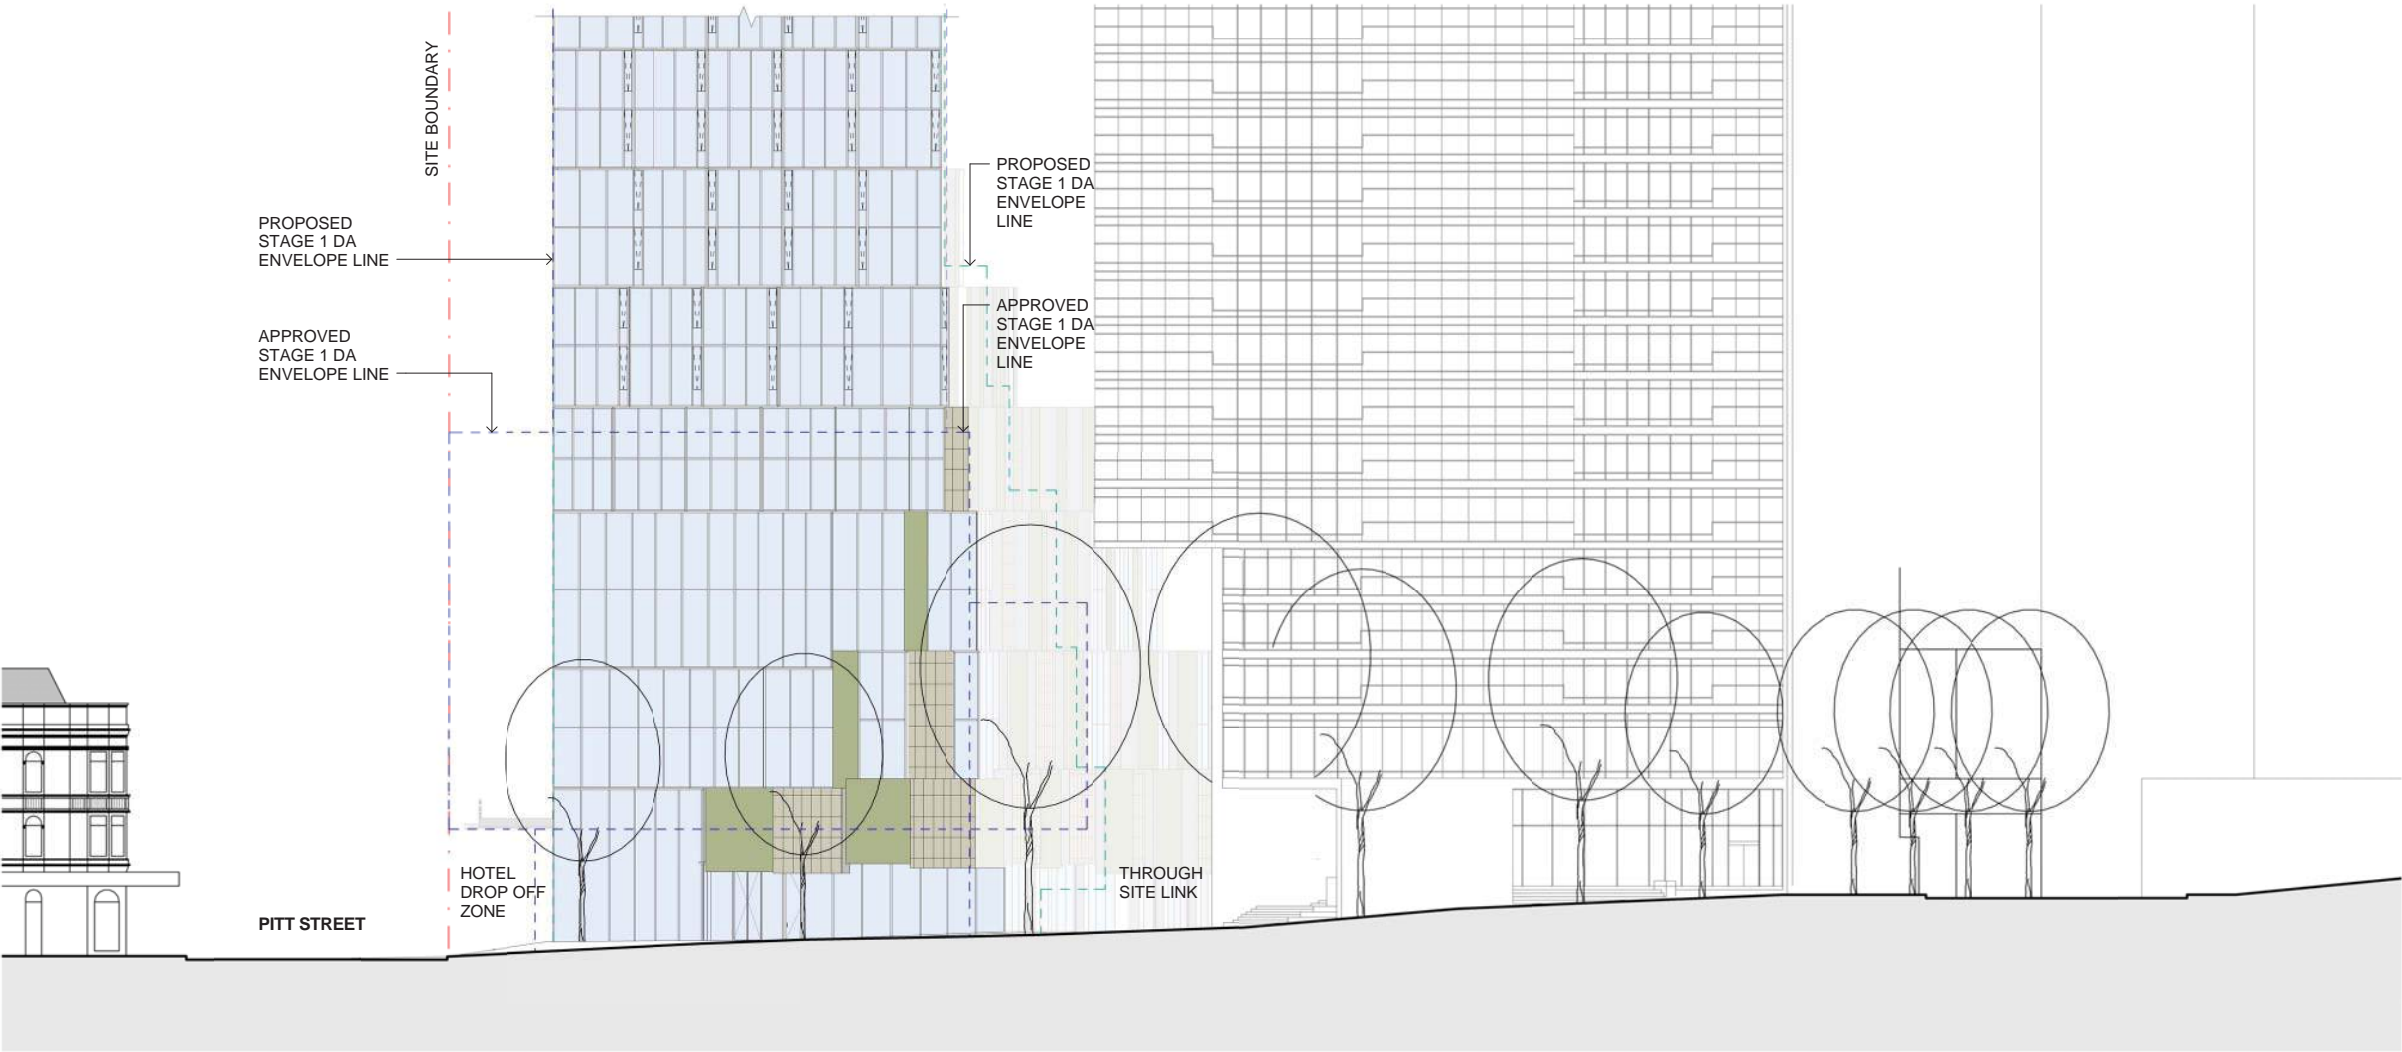 SITE BOUNDARY
PROPOSED
STAGE 1 DA
ENVELOPE LINE
APPROVED
STAGE 1 DA
ENVELOPE LINE
PROPOSED
STAGE 1 DA
ENVELOPE
LINE
APPROVED
STAGE 1 DA
ENVELOPE
LINE
HOTEL
DROP OFF
ZONE
PITT STREET
THROUGH
SITE LINK